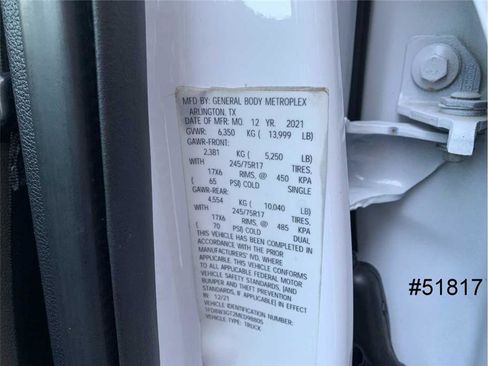 MFD BY: GENERAL BODY METROPLEX
ARLINGTON, TX
DATE OF MFR: MO. 12 YR. 2021
GVWR: 6,350 KG ( 13,999 LB)
GAWR-FRONT:
2,381 KG ( 5,250 LB)
WITH 245/75R17 TIRES,
17X6 RIMS, @ 450 KPA
( 65 PSI) COLD SINGLE
GAWR-REAR:
4,554 KG ( 10,040 LB)
WITH 245/75R17 TIRES,
17X6 RIMS, @ 485 KPA
( 70 PSI) COLD DUAL
THIS VEHICLE HAS BEEN COMPLETED IN
ACCORDANCE WITH THE PRIOR
MANUFACTURERS' IVD, WHERE
APPLICABLE. THIS VEHICLE CONFORMS
TO ALL APPLICABLE FEDERAL MOTOR
VEHICLE SAFETY STANDARDS, [AND
BUMPER AND THEFT PREVENTION
STANDARDS, IF APPLICABLE] IN EFFECT
IN 12/21
VEHICLE IDENTIFICATION NUMBER:
VEHICLE TYPE: TRUCK
#51817